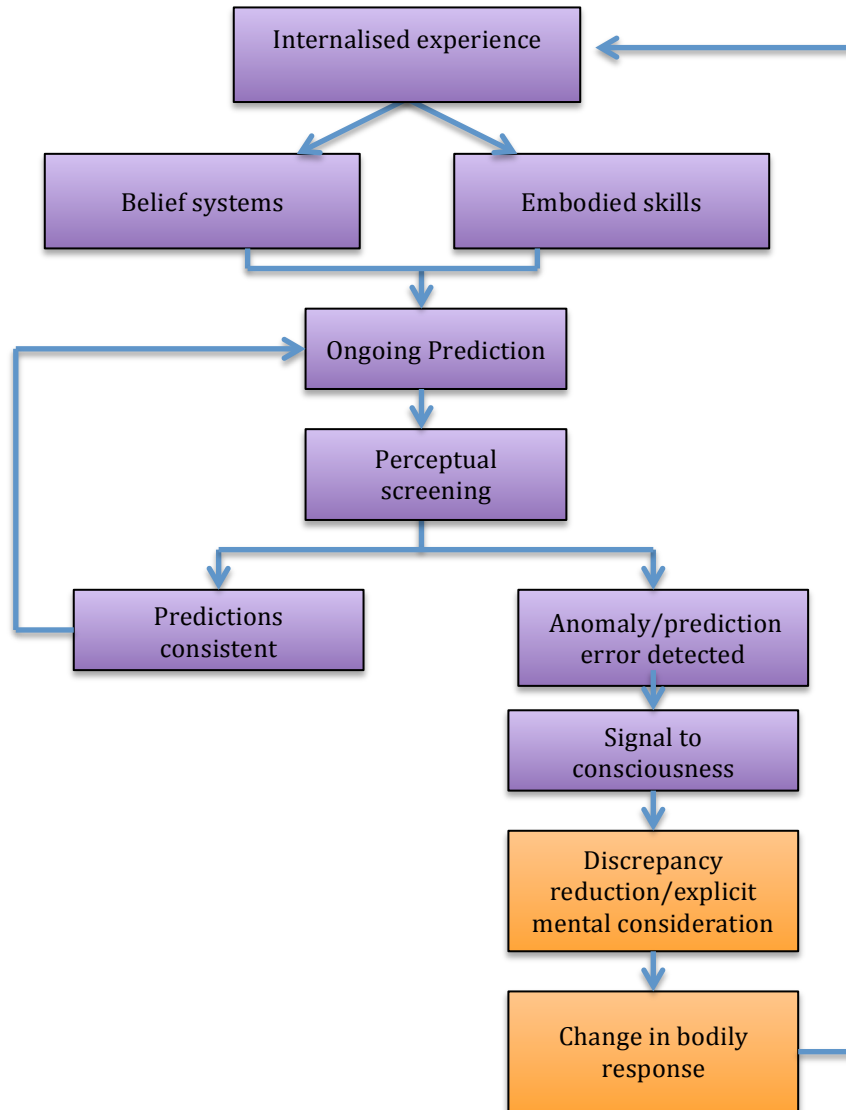 Internalised experience
Belief systems
Embodied skills
Ongoing Prediction
Perceptual
screening
Predictions
consistent
Anomaly/prediction
error detected
Signal to
consciousness
Discrepancy
reduction/explicit
mental consideration
Change in bodily
response